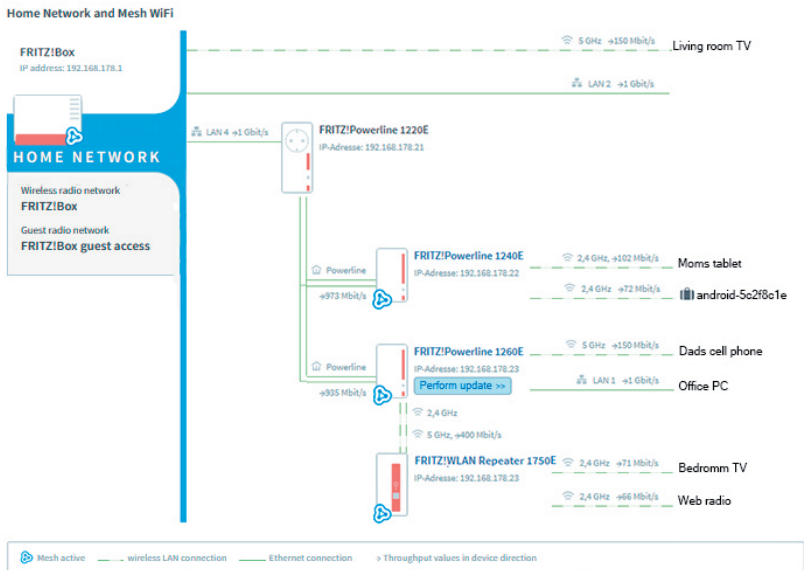 Home Network and Mesh WiFi
FRITZ!Box
IP address: 192.168.178.1
HOME NETWORK
Wireless radio network
FRITZ!Box
Guest radio network
FRITZ!Box guest access
5 GHz →150 Mbit/s Living room TV
LAN 2 →1 Gbit/s
LAN 4 →1 Gbit/s
FRITZ!Powerline 1220E
IP-Adresse: 192.168.178.21
Powerline
→973 Mbit/s
FRITZ!Powerline 1240E
IP-Adresse: 192.168.178.22
2,4 GHz, →102 Mbit/s Moms tablet
2,4 GHz →72 Mbit/s android-5c2f8c1e
Powerline
→935 Mbit/s
FRITZ!Powerline 1260E
IP-Adresse: 192.168.178.23
Perform update >>
5 GHz →150 Mbit/s Dads cell phone
LAN 1 →1 Gbit/s Office PC
2,4 GHz
5 GHz, →400 Mbit/s
FRITZ!WLAN Repeater 1750E
IP-Adresse: 192.168.178.23
2,4 GHz →71 Mbit/s Bedromm TV
2,4 GHz →66 Mbit/s Web radio
Mesh active wireless LAN connection Ethernet connection → Throughput values in device direction